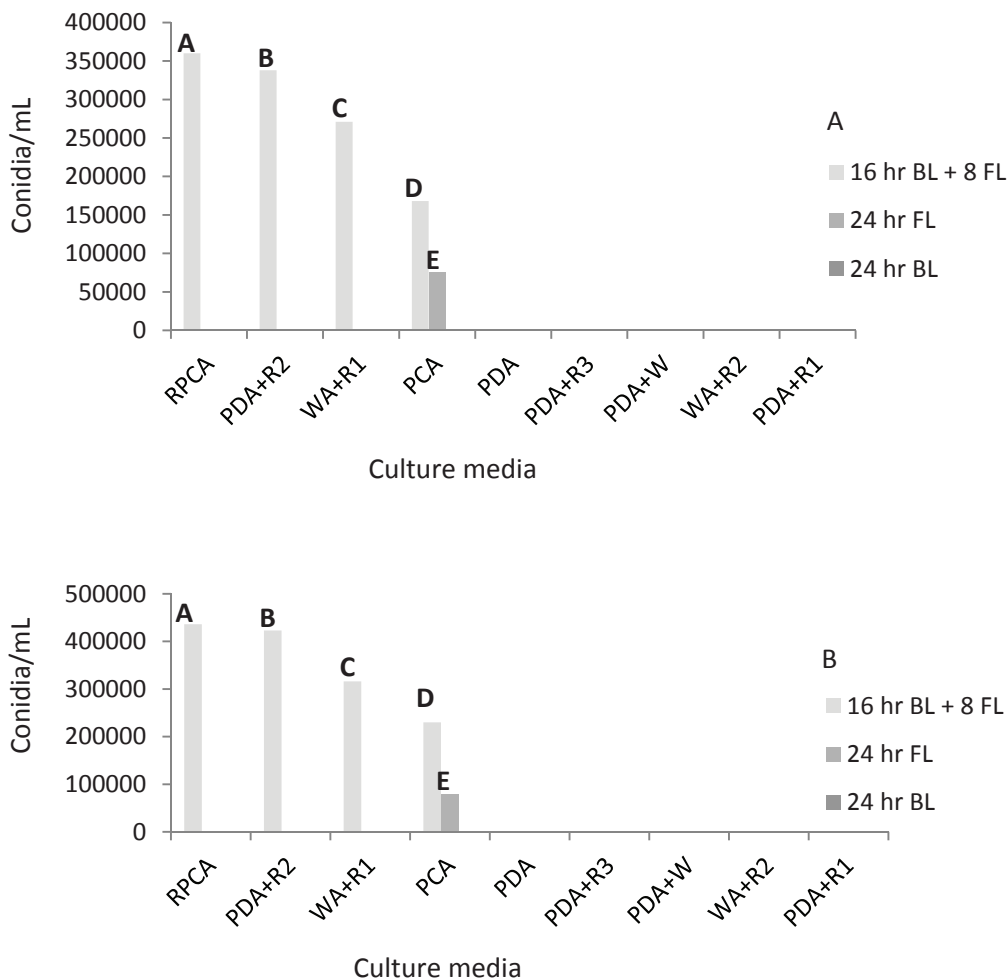 400000
350000
300000
250000
200000
150000
100000
50000
0
Conidia/mL
A
B
C
D
E
RPCA
PDA+R2
WA+R1
PCA
PDA
PDA+R3
PDA+W
WA+R2
PDA+R1
Culture media
A
16 hr BL + 8 FL
24 hr FL
24 hr BL
500000
400000
300000
200000
100000
0
Conidia/mL
A
B
C
D
E
RPCA
PDA+R2
WA+R1
PCA
PDA
PDA+R3
PDA+W
WA+R2
PDA+R1
Culture media
B
16 hr BL + 8 FL
24 hr FL
24 hr BL